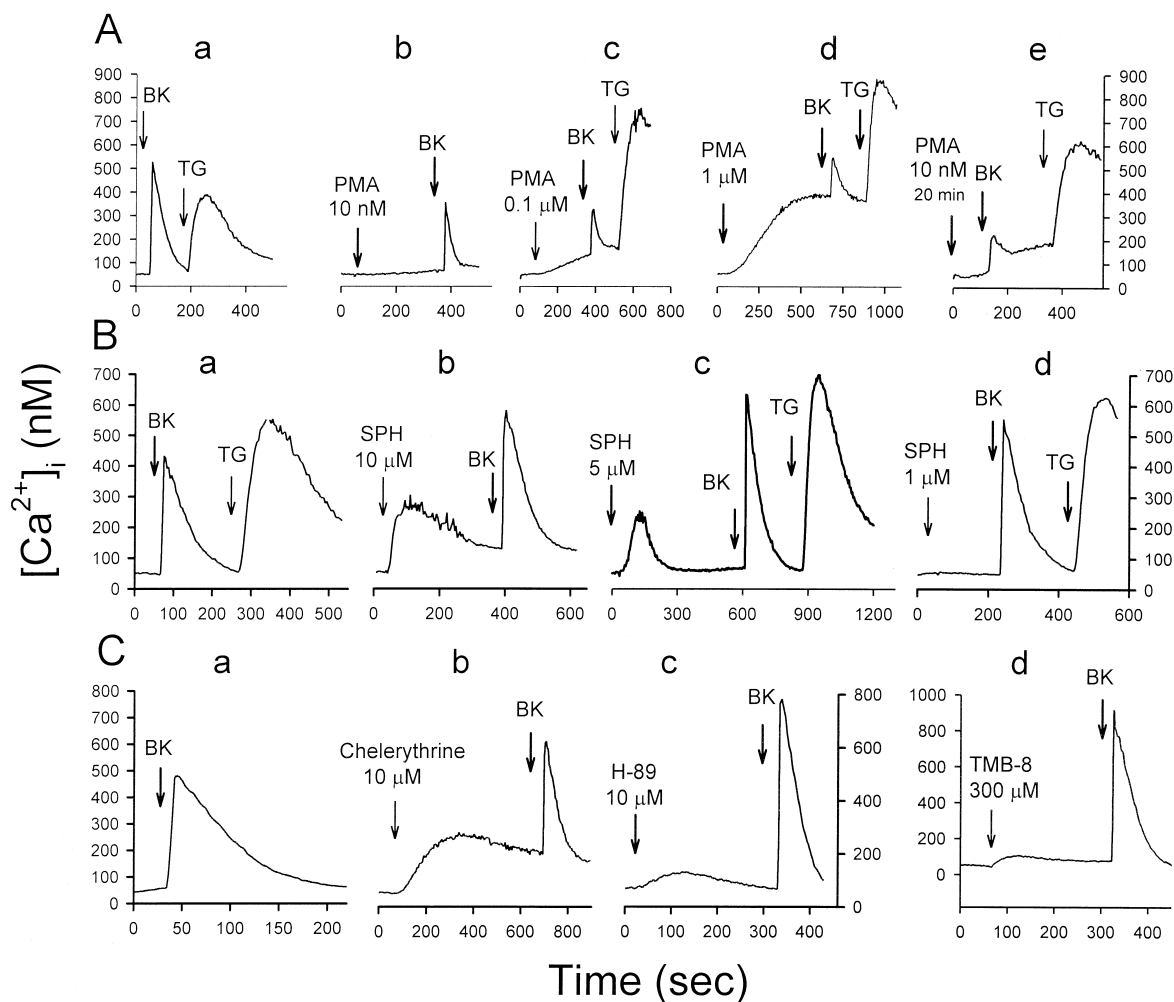 A
a
b
c
d
e
900
800
700
600
500
400
300
200
100
0
BK
TG
0 200 400
PMA
10 nM
BK
0 200 400
PMA
0.1 μM
BK
TG
0 200 400 600 800
PMA
1 μM
BK
TG
0 250 500 750 1000
PMA
10 nM
20 min
BK
TG
0 200 400
900
800
700
600
500
400
300
200
100
0
[Ca2+]i (nM)
B
a
b
c
d
700
600
500
400
300
200
100
0
BK
TG
0 100 200 300 400 500
SPH
10 μM
BK
0 200 400 600
SPH
5 μM
BK
TG
0 300 600 900 1200
SPH
1 μM
BK
TG
0 200 400 600
700
600
500
400
300
200
100
0
C
a
b
c
d
800
700
600
500
400
300
200
100
0
BK
0 50 100 150 200
Chelerythrine
10 μM
BK
0 200 400 600 800
H-89
10 μM
BK
0 100 200 300 400
800
600
400
200
0
1000
800
600
400
200
0
TMB-8
300 μM
BK
0 200 400
Time (sec)